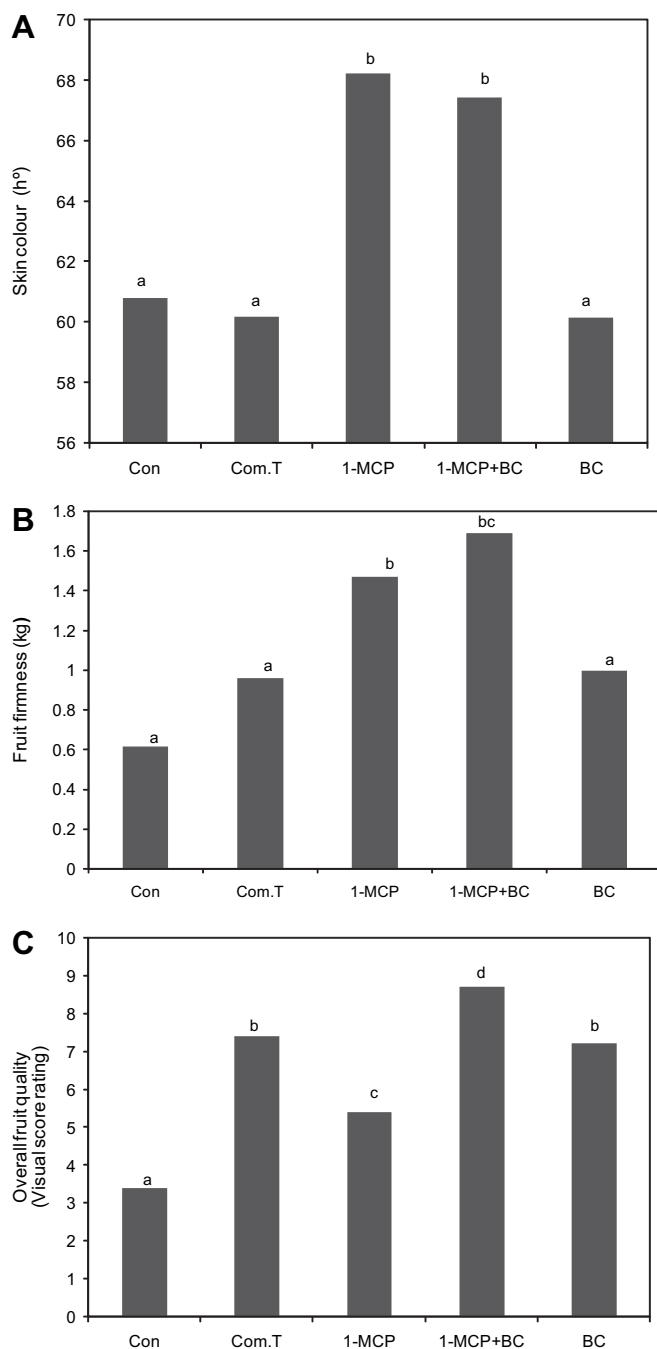 A
70
68
66
64
62
60
58
56
Skin colour (hº)
a
a
b
b
a
Con Com.T 1-MCP 1-MCP+BC BC
B
1.8
1.6
1.4
1.2
1
0.8
0.6
0.4
0.2
0
Fruit firmness (kg)
a
a
b
bc
a
Con Com.T 1-MCP 1-MCP+BC BC
C
10
9
8
7
6
5
4
3
2
1
0
Overall fruit quality
(Visual score rating)
a
b
c
d
b
Con Com.T 1-MCP 1-MCP+BC BC